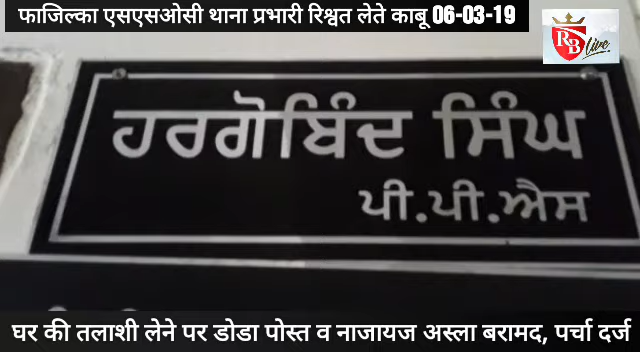 फाजिल्का एसएसओसी थाना प्रभारी रिश्वत लेते काबू 06-03-19
RB live
ਹਰਗੋਬਿੰਦ ਸਿੰਘ
ਪੀ.ਪੀ.ਐਸ
घर की तलाशी लेने पर डोडा पोस्त व नाजायज अस्ला बरामद, पर्चा दर्ज